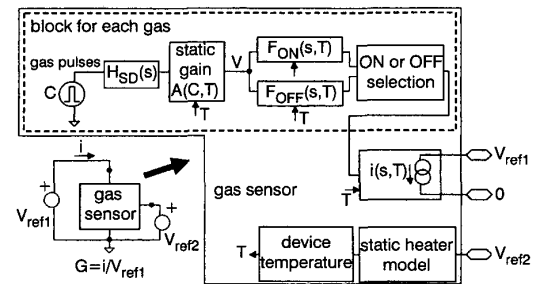 block for each gas
gas pulses
C
H_SD(s)
static
gain
A(C,T)
T
V
F_ON(s,T)
F_OFF(s,T)
T
ON or OFF
selection
i
+
V_ref1
gas
sensor
+
V_ref2
G=i/V_ref1
gas sensor
i(s,T)
T
V_ref1
0
T
device
temperature
static heater
model
V_ref2